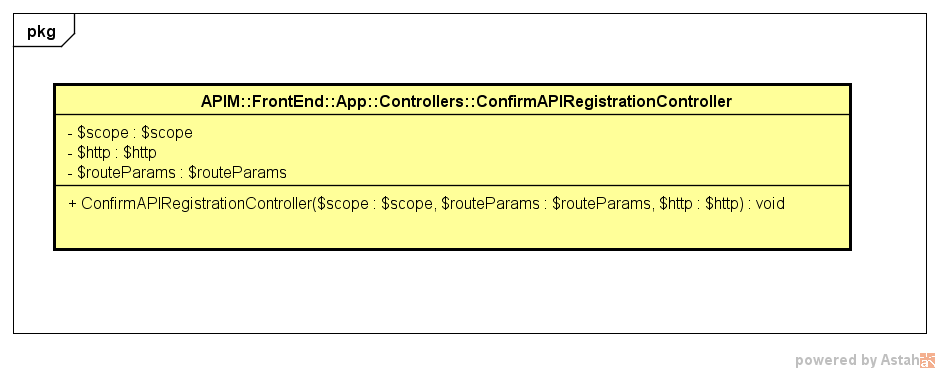 pkg
APIM::FrontEnd::App::Controllers::ConfirmAPIRegistrationController
- $scope : $scope
- $http : $http
- $routeParams : $routeParams
+ ConfirmAPIRegistrationController($scope : $scope, $routeParams : $routeParams, $http : $http) : void
powered by Astah